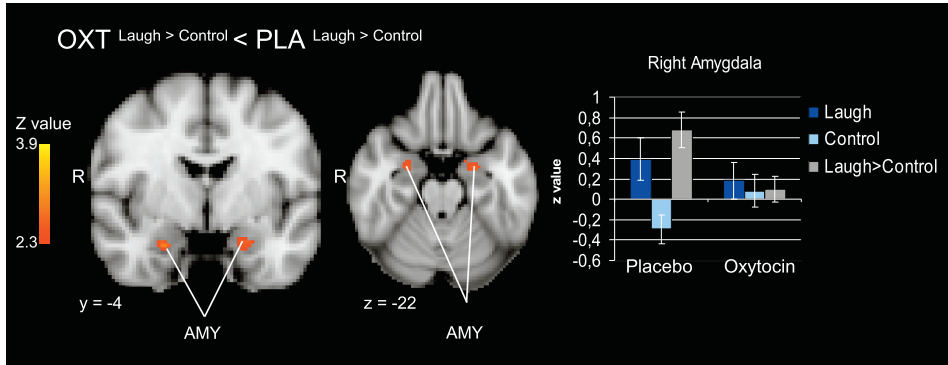 OXT Laugh > Control < PLA Laugh > Control
Z value
3.9
2.3
R
y = -4
AMY
R
z = -22
AMY
Right Amygdala
z value
1
0,8
0,6
0,4
0,2
0
-0,2
-0,4
-0,6
Placebo Oxytocin
Laugh
Control
Laugh>Control